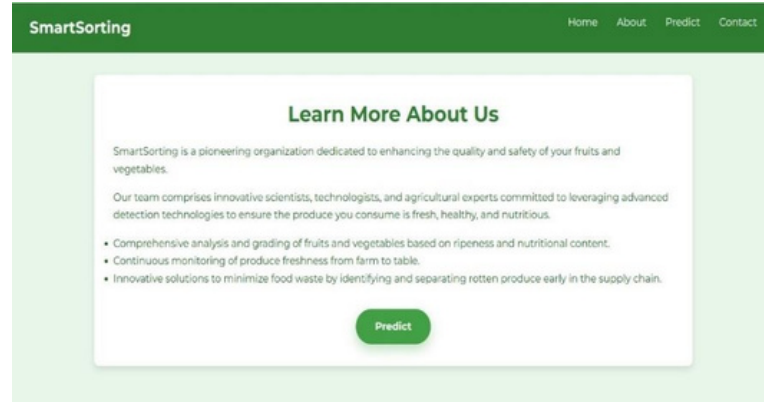 SmartSorting
Home About Predict Contact
Learn More About Us
SmartSorting is a pioneering organization dedicated to enhancing the quality and safety of your fruits and
vegetables.
Our team comprises innovative scientists, technologists, and agricultural experts committed to leveraging advanced
detection technologies to ensure the produce you consume is fresh, healthy, and nutritious.
• Comprehensive analysis and grading of fruits and vegetables based on ripeness and nutritional content.
• Continuous monitoring of produce freshness from farm to table.
• Innovative solutions to minimize food waste by identifying and separating rotten produce early in the supply chain.
Predict